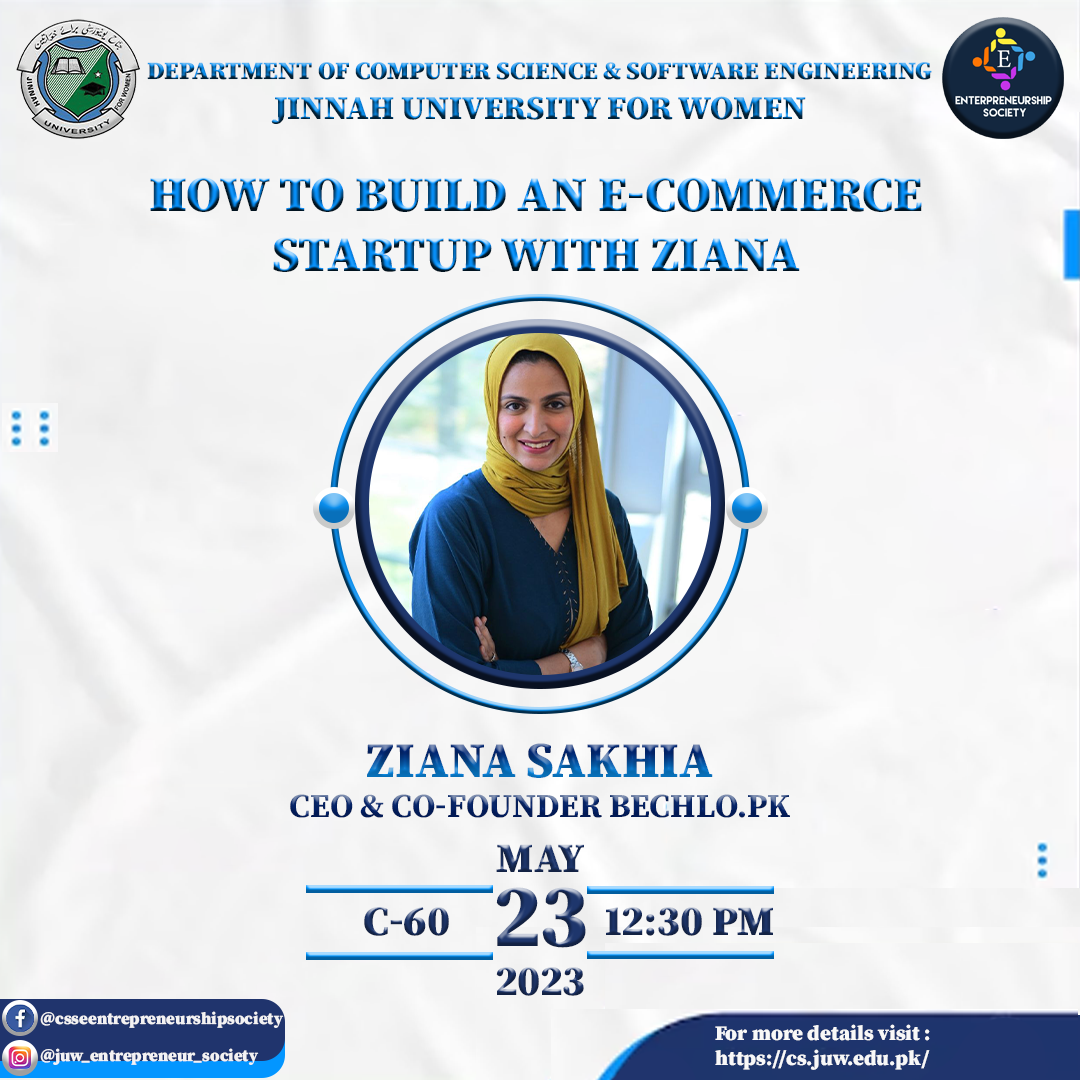 جناح یونیورسٹی برائے خواتین
JINNAH UNIVERSITY FOR WOMEN
DEPARTMENT OF COMPUTER SCIENCE & SOFTWARE ENGINEERING
JINNAH UNIVERSITY FOR WOMEN
E
ENTREPRENEURSHIP
SOCIETY
HOW TO BUILD AN E-COMMERCE
STARTUP WITH ZIANA
ZIANA SAKHIA
CEO & CO-FOUNDER BECHLO.PK
MAY
C-60 23 12:30 PM
2023
@csseentrepreneurshipsociety
@juw_entrepreneur_society
For more details visit :
https://cs.juw.edu.pk/